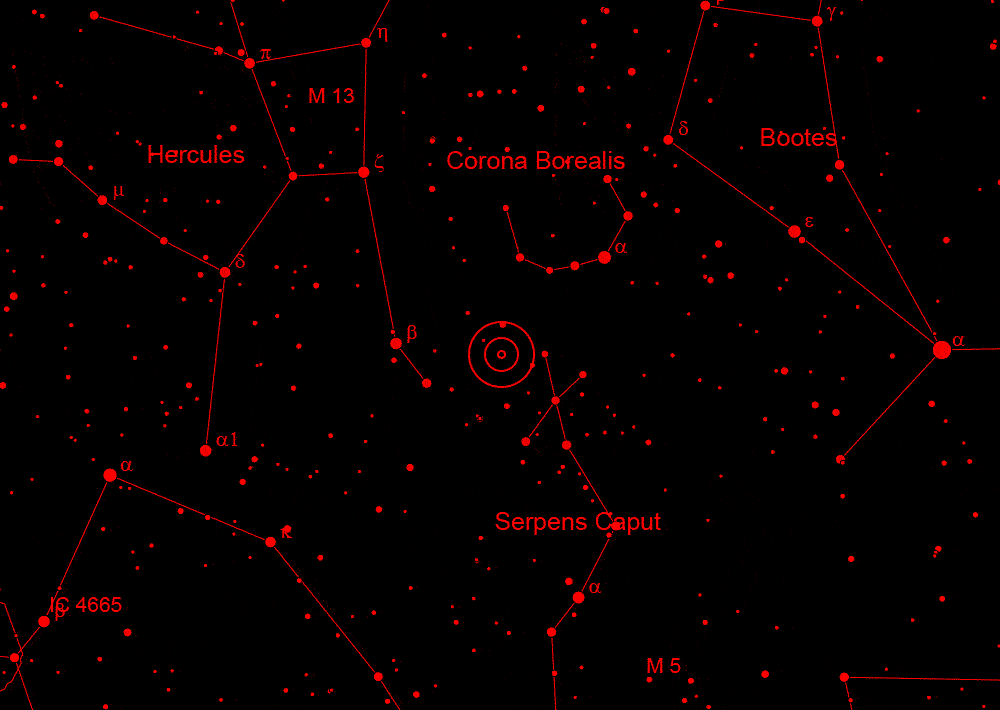 γ
η
π
M 13
δ
Bootes
Hercules
Corona Borealis
ζ
μ
ε
α
δ
β
α
α1
α
Serpens Caput
κ
α
IC 4665
β
M 5